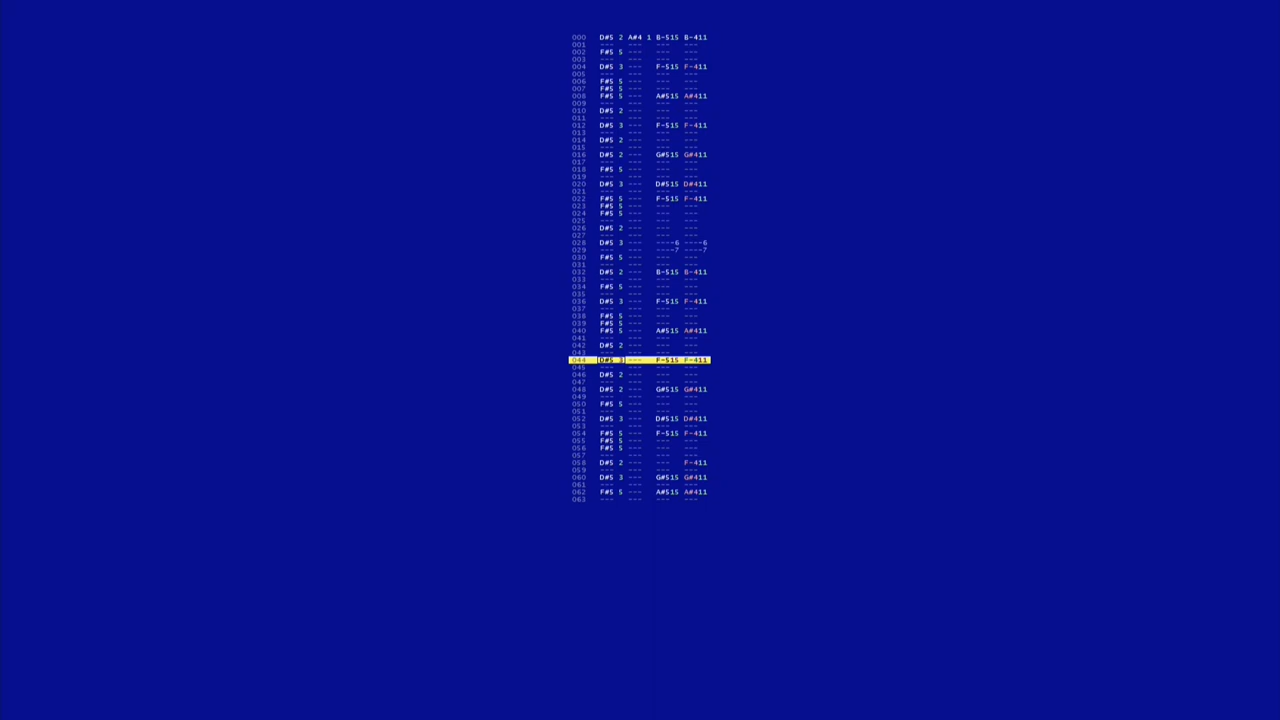 000 D#5 2 A#4 1 B-515 B-411
001 --- --- --- ---
002 F#5 5 --- --- ---
003 --- --- --- ---
004 D#5 3 --- F-515 F-411
005 --- --- --- ---
006 F#5 5 --- --- ---
007 F#5 5 --- --- ---
008 F#5 5 --- A#515 A#411
009 --- --- --- ---
010 D#5 2 --- --- ---
011 --- --- --- ---
012 D#5 3 --- F-515 F-411
013 --- --- --- ---
014 D#5 2 --- --- ---
015 --- --- --- ---
016 D#5 2 --- G#515 G#411
017 --- --- --- ---
018 F#5 5 --- --- ---
019 --- --- --- ---
020 D#5 3 --- D#515 D#411
021 --- --- --- ---
022 F#5 5 --- F-515 F-411
023 F#5 5 --- --- ---
024 F#5 5 --- --- ---
025 --- --- --- ---
026 D#5 2 --- --- ---
027 --- --- --- ---
028 D#5 3 --- ----6 ----6
029 --- --- ----7 ----7
030 F#5 5 --- --- ---
031 --- --- --- ---
032 D#5 2 --- B-515 B-411
033 --- --- --- ---
034 F#5 5 --- --- ---
035 --- --- --- ---
036 D#5 3 --- F-515 F-411
037 --- --- --- ---
038 F#5 5 --- --- ---
039 F#5 5 --- --- ---
040 F#5 5 --- A#515 A#411
041 --- --- --- ---
042 D#5 2 --- --- ---
043 --- --- --- ---
044 D#5 3 --- F-515 F-411
045 --- --- --- ---
046 D#5 2 --- --- ---
047 --- --- --- ---
048 D#5 2 --- G#515 G#411
049 --- --- --- ---
050 F#5 5 --- --- ---
051 --- --- --- ---
052 D#5 3 --- D#515 D#411
053 --- --- --- ---
054 F#5 5 --- F-515 F-411
055 F#5 5 --- --- ---
056 F#5 5 --- --- ---
057 --- --- --- ---
058 D#5 2 --- --- F-411
059 --- --- --- ---
060 D#5 3 --- G#515 G#411
061 --- --- --- ---
062 F#5 5 --- A#515 A#411
063 --- --- --- ---